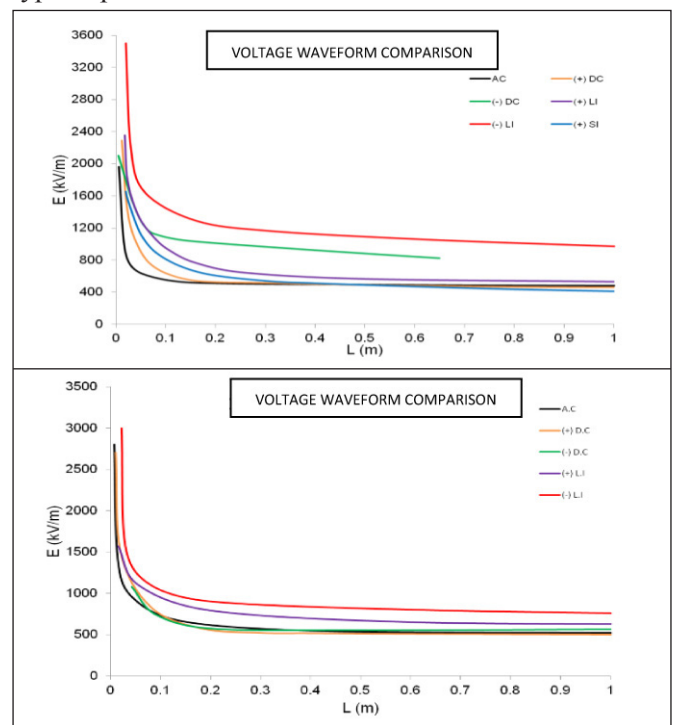 VOLTAGE WAVEFORM COMPARISON
AC
(+) DC
(-) DC
(+) LI
(-) LI
(+) SI
E (kV/m)
3600
3200
2800
2400
2000
1600
1200
800
400
0
0 0.1 0.2 0.3 0.4 0.5 0.6 0.7 0.8 0.9 1
L (m)
VOLTAGE WAVEFORM COMPARISON
A.C
(+) D.C
(-) D.C
(+) L.I
(-) L.I
E (kV/m)
3500
3000
2500
2000
1500
1000
500
0
0 0.1 0.2 0.3 0.4 0.5 0.6 0.7 0.8 0.9 1
L (m)